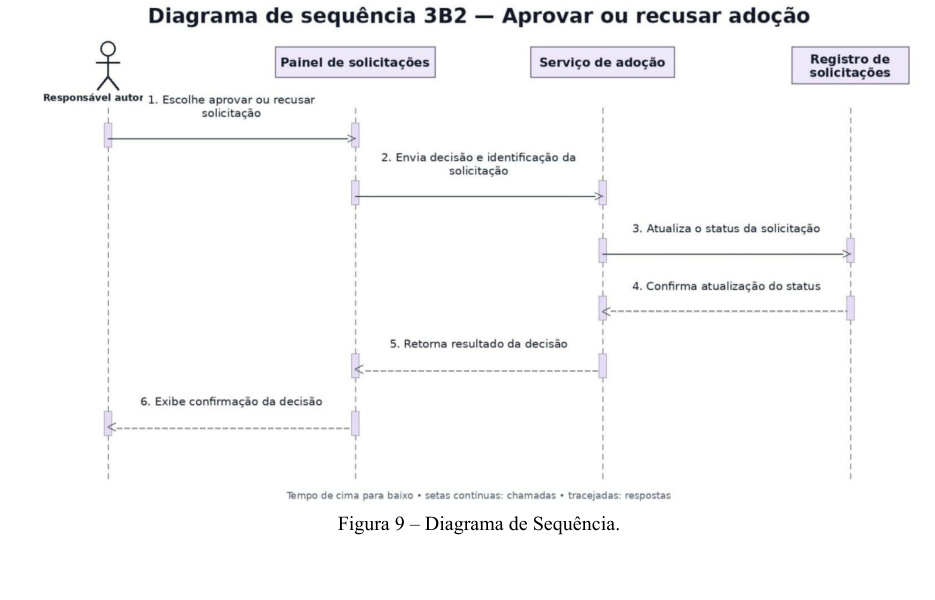 Diagrama de sequência 3B2 — Aprovar ou recusar adoção
Painel de solicitações
Serviço de adoção
Registro de
solicitações
Responsável autor
1. Escolhe aprovar ou recusar
solicitação
2. Envia decisão e identificação da
solicitação
3. Atualiza o status da solicitação
4. Confirma atualização do status
5. Retorna resultado da decisão
6. Exibe confirmação da decisão
Tempo de cima para baixo • setas contínuas: chamadas • tracejadas: respostas
Figura 9 – Diagrama de Sequência.